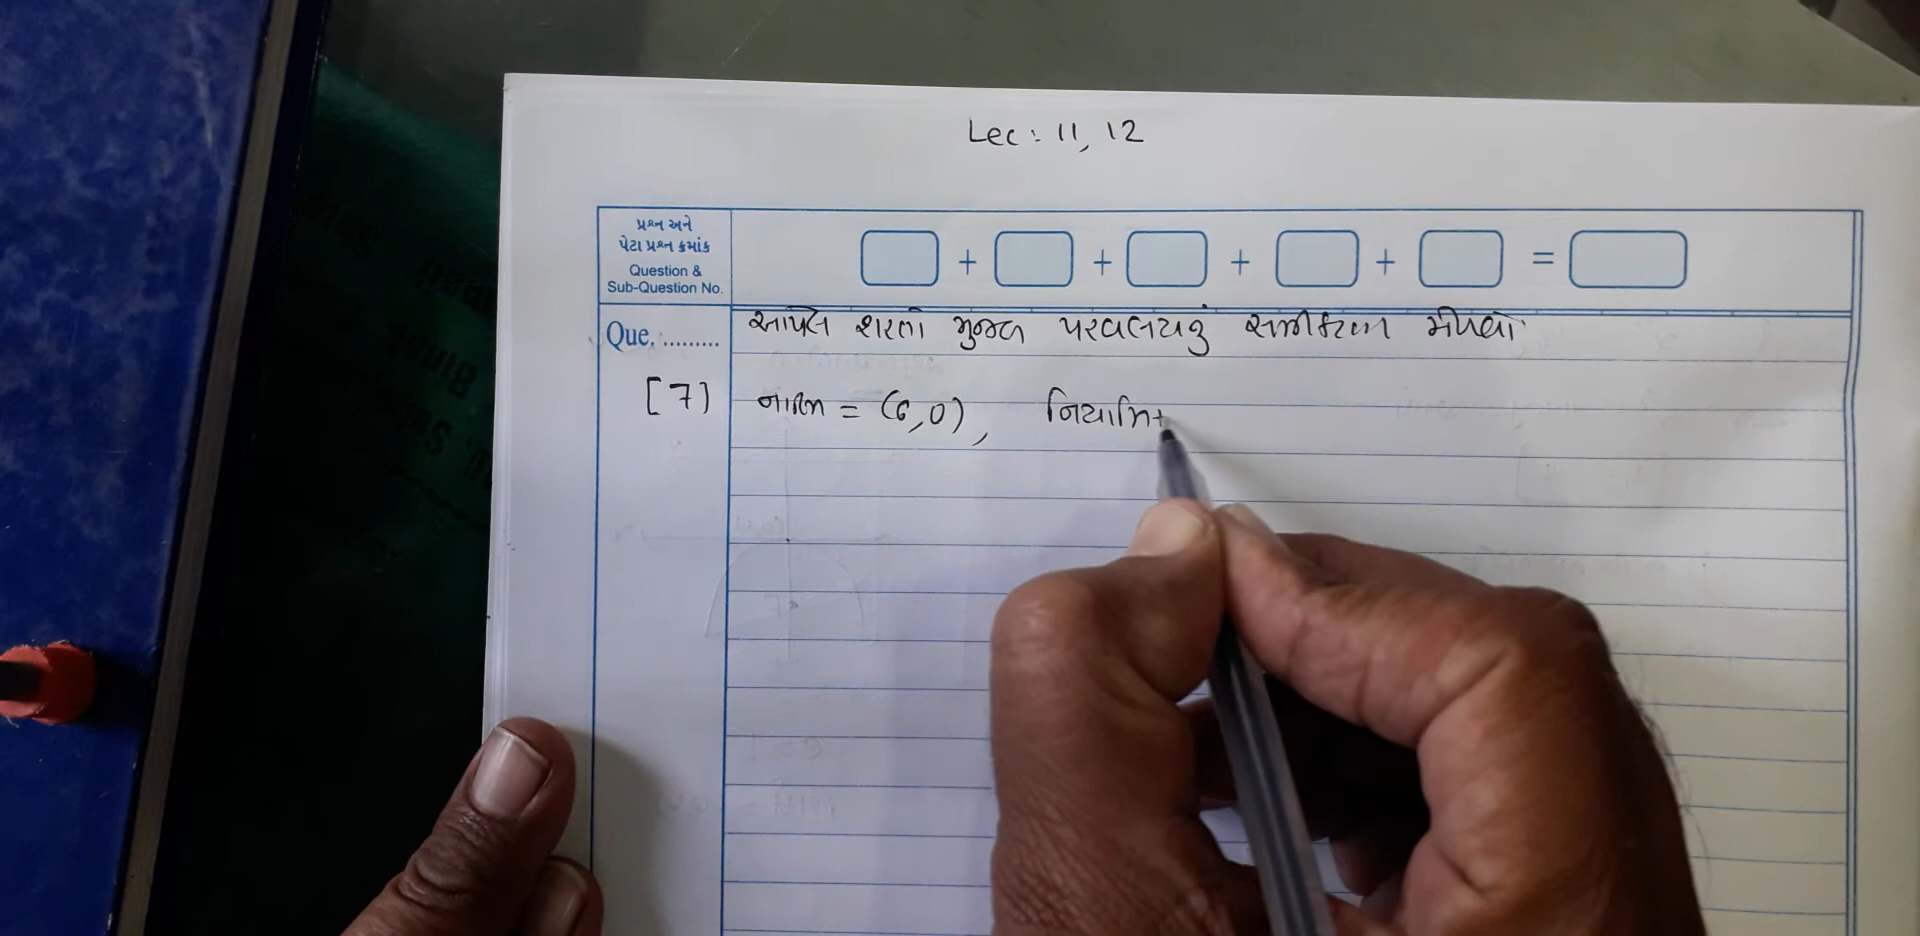 Lec : 11, 12
પ્રશ્ન અને
પેટા પ્રશ્ન ક્રમાંક
Question &
Sub-Question No.
+ + + + =
Que. .........
આપેલ શરતો મુજબ પરવલયનું સમીકરણ મેળવો
[7] નાભિ = (6,0), નિયામિ